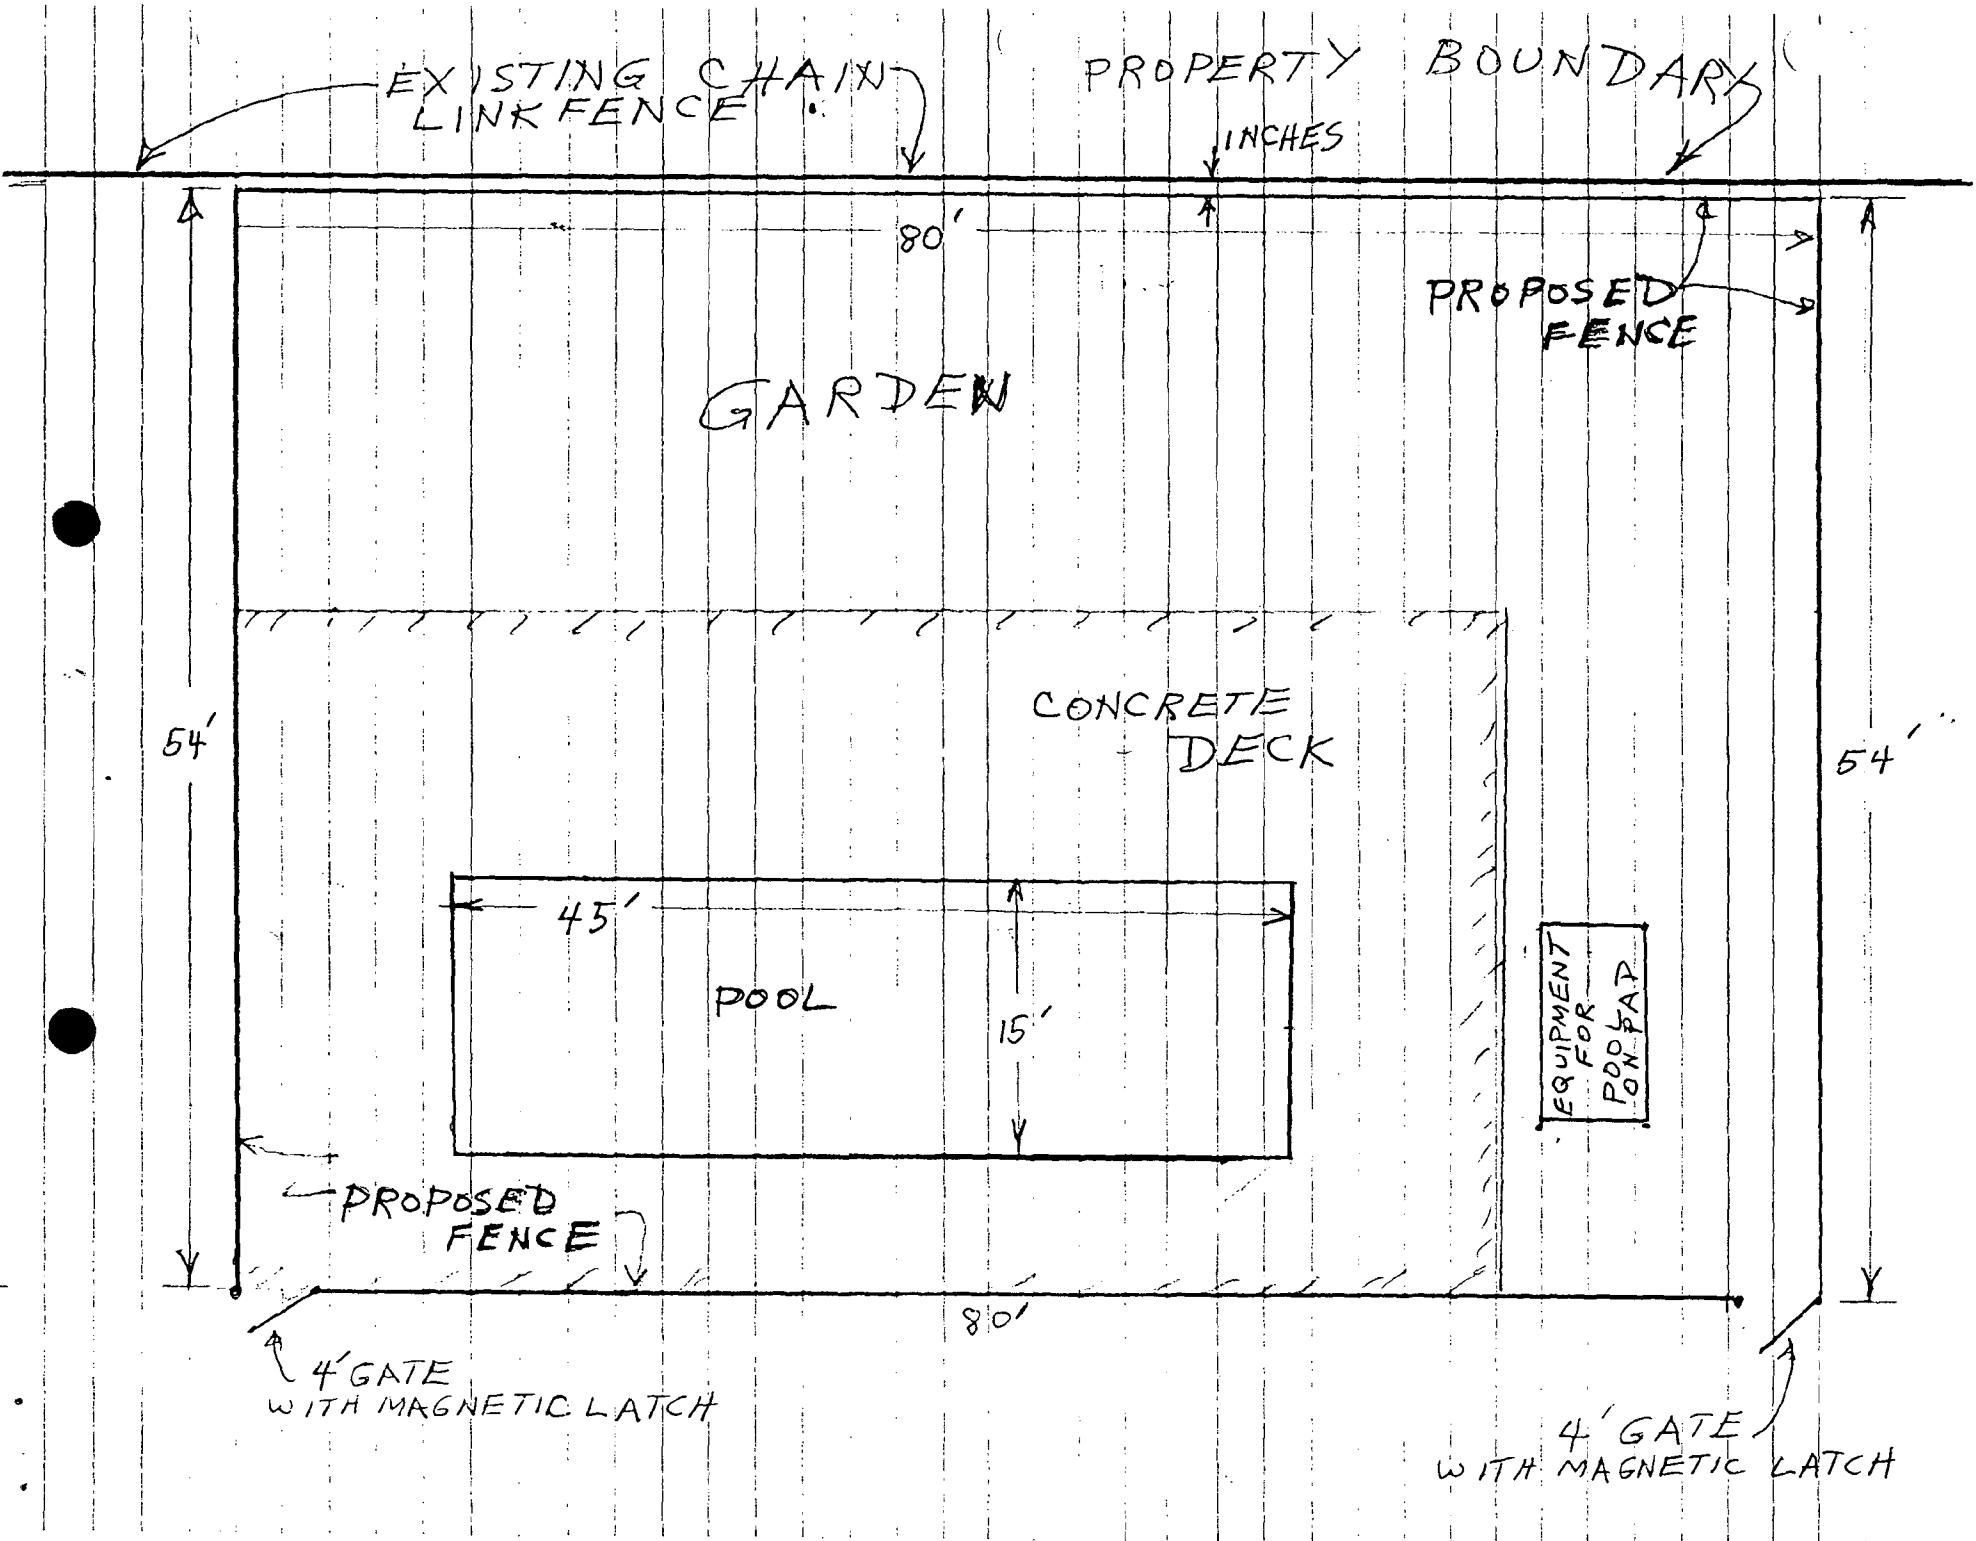 EXISTING CHAIN
LINK FENCE
PROPERTY BOUNDARY
INCHES
80'
PROPOSED
FENCE
GARDEN
54'
CONCRETE
DECK
54'
45'
POOL
15'
EQUIPMENT
FOR
POOL
ON PAD
PROPOSED
FENCE
80'
4' GATE
WITH MAGNETIC LATCH
4' GATE
WITH MAGNETIC LATCH